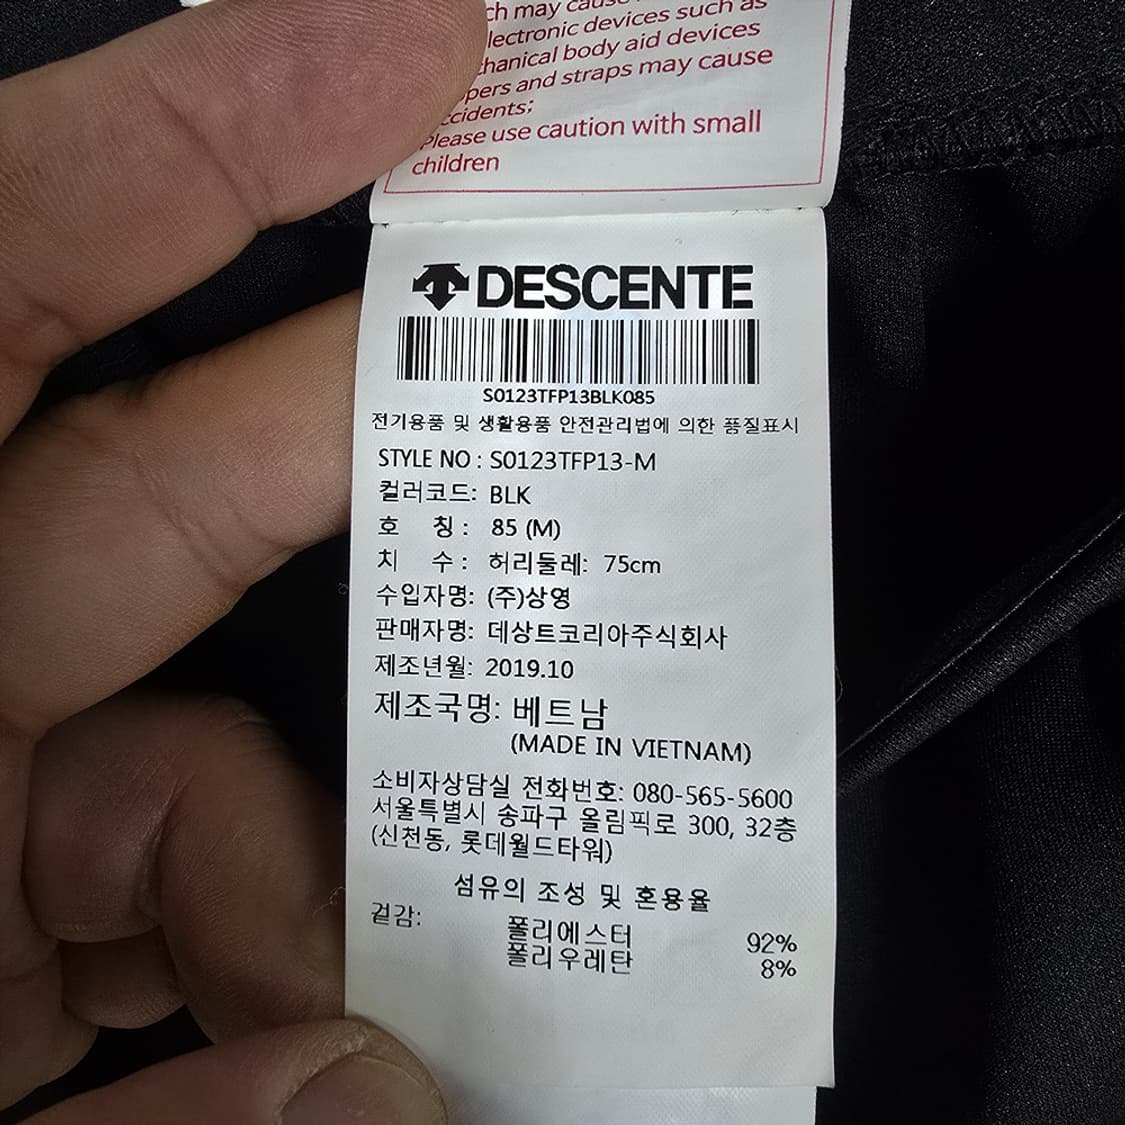 ch may cause
lectronic devices such as
chanical body aid devices
pers and straps may cause
ccidents;
Please use caution with small
children
DESCENTE
S0123TFP13BLK085
전기용품 및 생활용품 안전관리법에 의한 품질표시
STYLE NO : S0123TFP13-M
컬러코드: BLK
호 칭 : 85 (M)
치 수 : 허리둘레: 75cm
수입자명: (주)상영
판매자명: 데상트코리아주식회사
제조년월: 2019.10
제조국명: 베트남
(MADE IN VIETNAM)
소비자상담실 전화번호: 080-565-5600
서울특별시 송파구 올림픽로 300, 32층
(신천동, 롯데월드타워)
섬유의 조성 및 혼용율
겉감: 폴리에스터 92%
폴리우레탄 8%